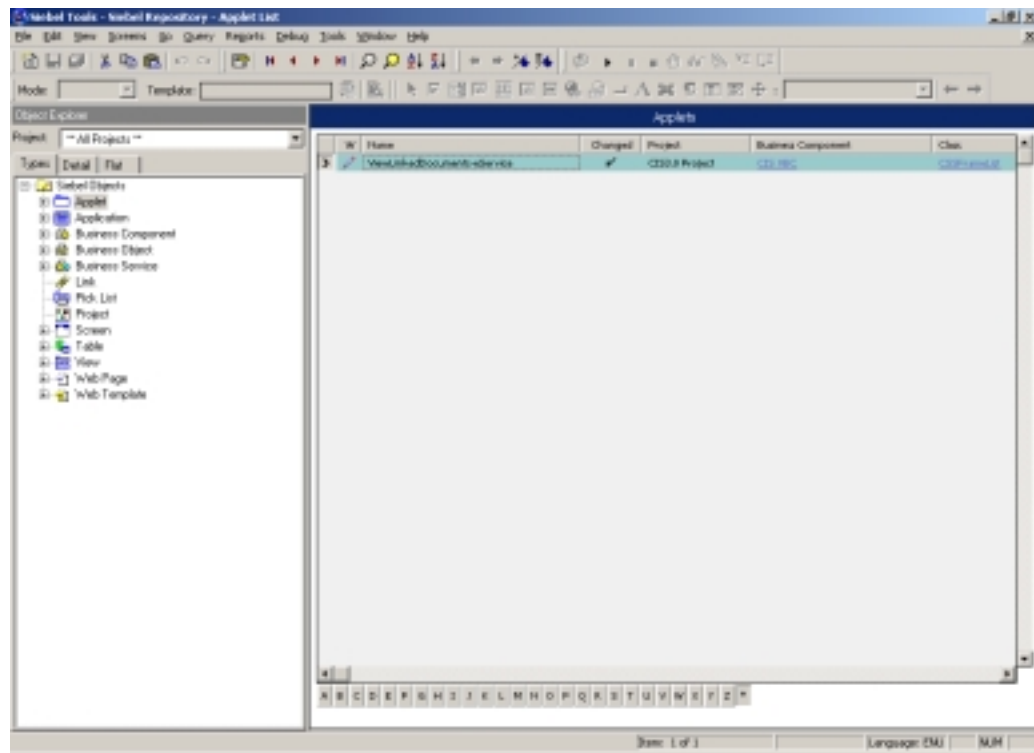 Siebel Tools - Siebel Repository - Applet List
File Edit View Screens Go Query Reports Debug Tools Window Help
Mode: Template:
Object Explorer
Applets
Project: ** All Projects **
Types Detail Flat
W Name Changed Project Business Component Class
Siebel Objects
Applet
Application
Business Component
Business Object
Business Service
Link
Pick List
Project
Screen
Table
View
Web Page
Web Template
A B C D E F G H I J K L M N O P Q R S T U V W X Y Z *
Items: 1 of 1
Language: ENU NUM